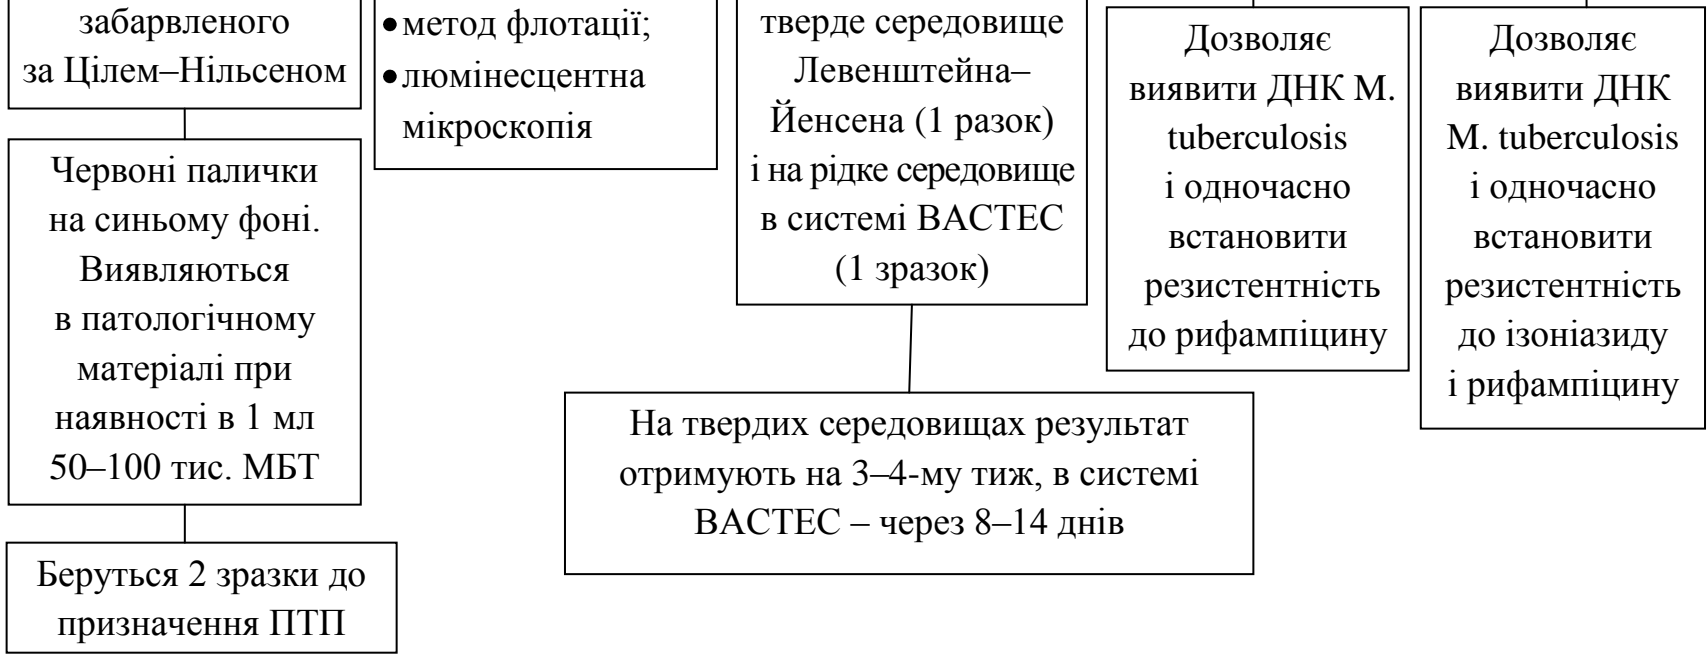 забарвленого
за Цілем–Нільсеном
Червоні палички
на синьому фоні.
Виявляються
в патологічному
матеріалі при
наявності в 1 мл
50–100 тис. МБТ
Беруться 2 зразки до
призначення ПТП
• метод флотації;
• люмінесцентна
мікроскопія
тверде середовище
Левенштейна–
Йенсена (1 разок)
і на рідке середовище
в системі BACTEC
(1 зразок)
На твердих середовищах результат
отримують на 3–4-му тиж, в системі
BACTEC – через 8–14 днів
Дозволяє
виявити ДНК M.
tuberculosis
і одночасно
встановити
резистентність
до рифампіцину
Дозволяє
виявити ДНК
M. tuberculosis
і одночасно
встановити
резистентність
до ізоніазиду
і рифампіцину